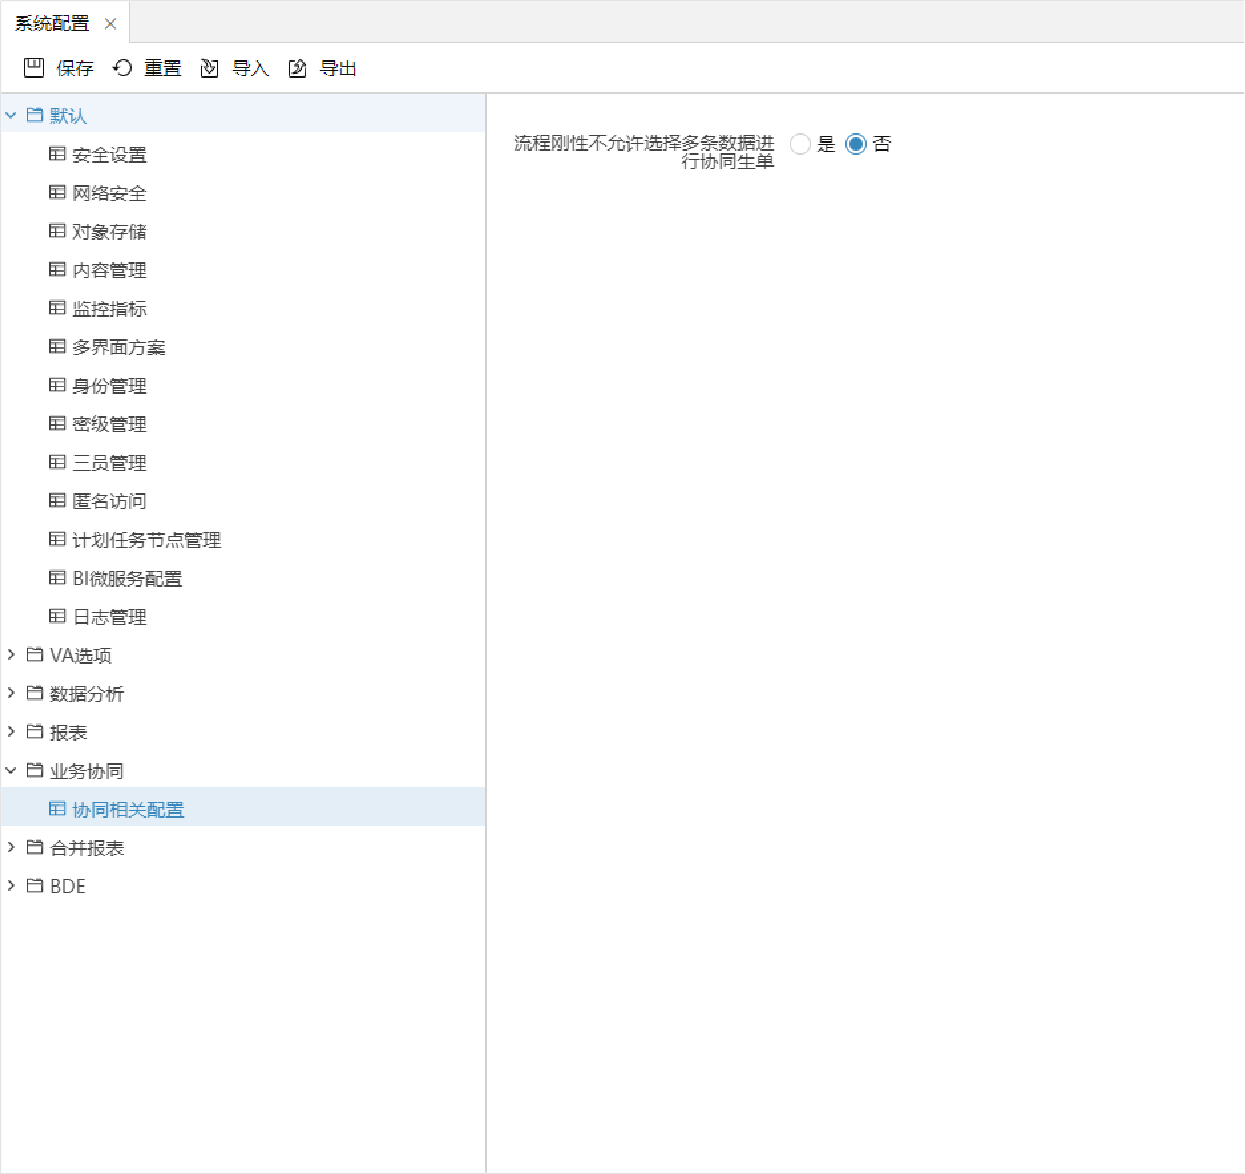 系统配置
保存 重置 导入 导出
默认
流程刚性不允许选择多条数据进
行协同生单
是 否
安全设置
网络安全
对象存储
内容管理
监控指标
多界面方案
身份管理
密级管理
三员管理
匿名访问
计划任务节点管理
BI微服务配置
日志管理
VA选项
数据分析
报表
业务协同
协同相关配置
合并报表
BDE